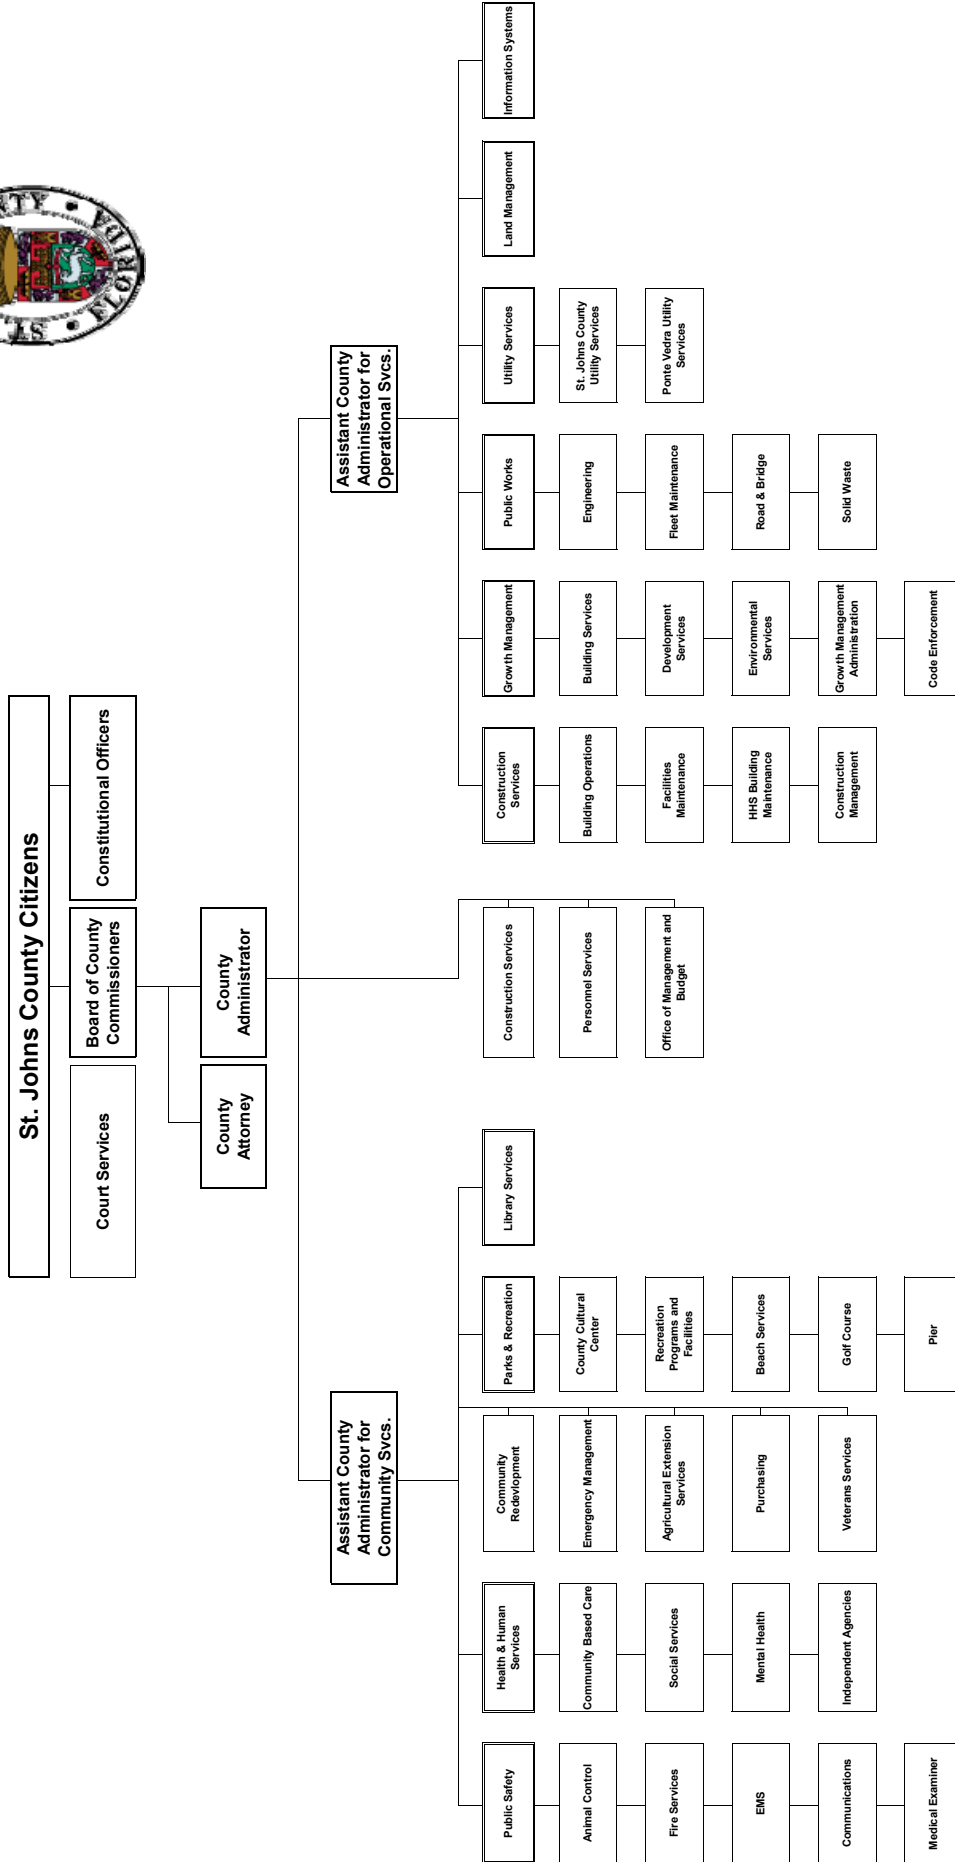 NTY • FLORIDA • ST.
St. Johns County Citizens
Court Services
Board of County
Commissioners
Constitutional Officers
County
Attorney
County
Administrator
Assistant County
Administrator for
Community Svcs.
Assistant County
Administrator for
Operational Svcs.
Public Safety
Animal Control
Fire Services
EMS
Communications
Medical Examiner
Health & Human
Services
Community Based Care
Social Services
Mental Health
Independent Agencies
Community
Redevlopment
Emergency Management
Agricultural Extension
Services
Purchasing
Veterans Services
Parks & Recreation
County Cultural
Center
Recreation
Programs and
Facilities
Beach Services
Golf Course
Pier
Library Services
Construction Services
Personnel Services
Office of Management and
Budget
Construction
Services
Building Operations
Facilities
Maintenance
HHS Building
Maintenance
Construction
Management
Growth Management
Building Services
Development
Services
Environmental
Services
Growth Management
Administration
Code Enforcement
Public Works
Engineering
Fleet Maintenance
Road & Bridge
Solid Waste
Utility Services
St. Johns County
Utility Services
Ponte Vedra Utility
Services
Land Management
Information Systems